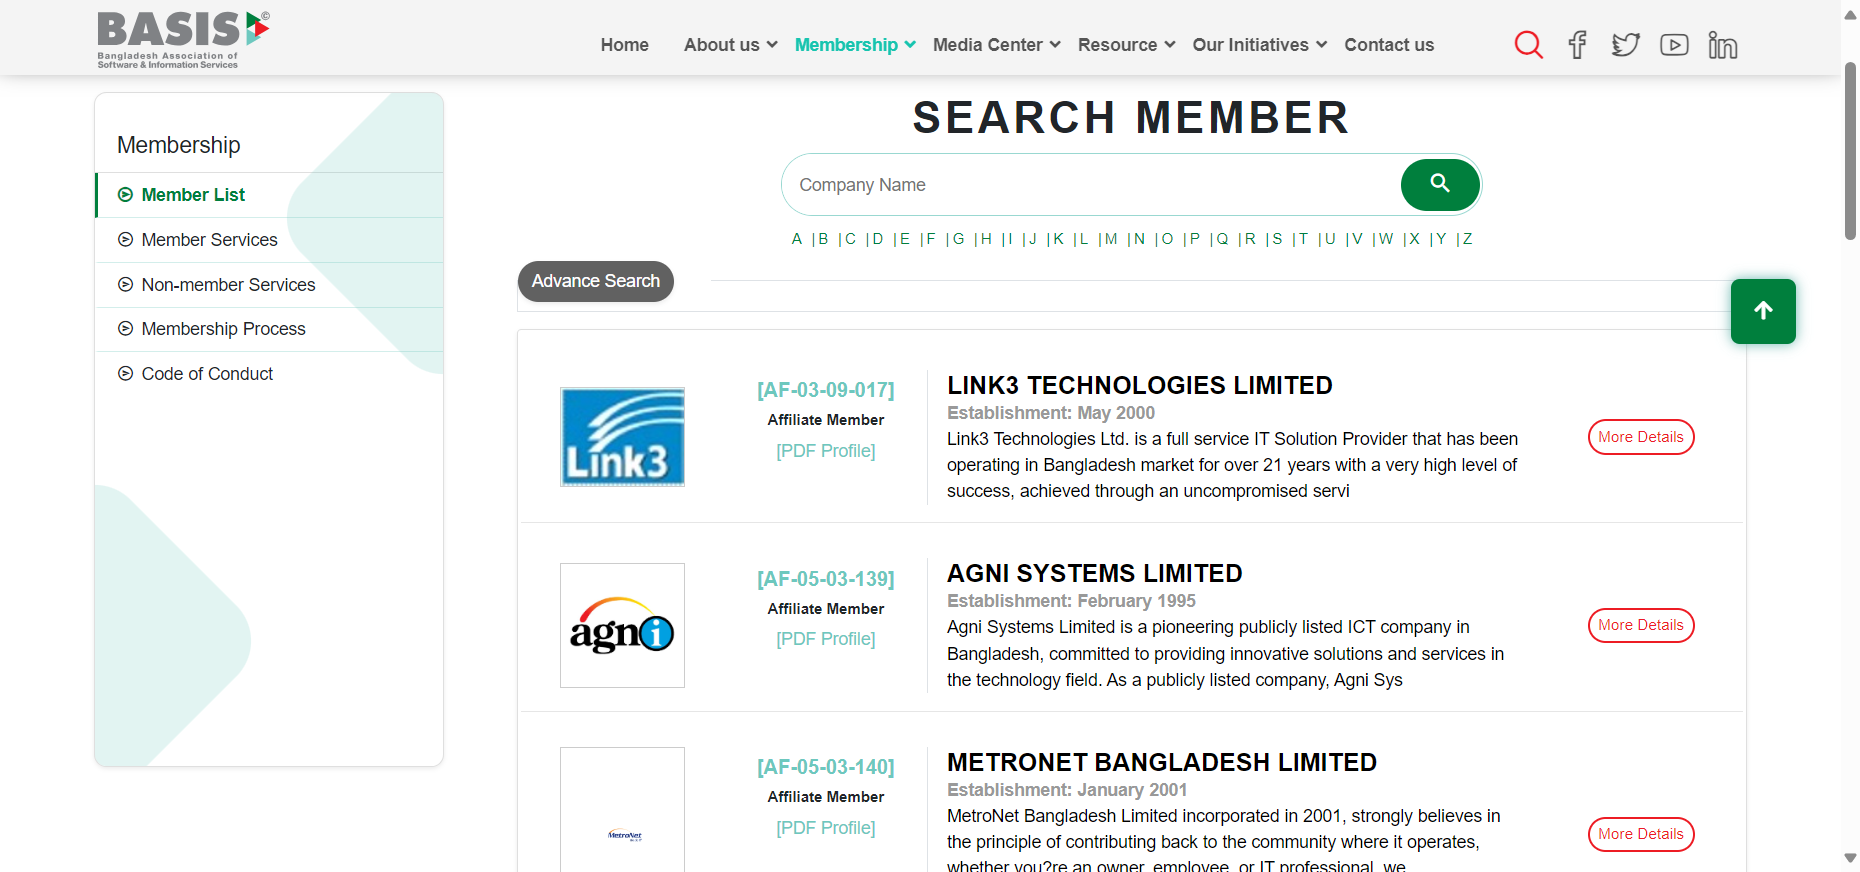 BASIS
©
Bangladesh Association of
Software & Information Services
Home
About us
Membership
Media Center
Resource
Our Initiatives
Contact us
Membership
Member List
Member Services
Non-member Services
Membership Process
Code of Conduct
SEARCH MEMBER
Company Name
A |B |C |D |E |F |G |H |I |J |K |L |M |N |O |P |Q |R |S |T |U |V |W |X |Y |Z
Advance Search
Link3
[AF-03-09-017]
Affiliate Member
[PDF Profile]
LINK3 TECHNOLOGIES LIMITED
Establishment: May 2000
Link3 Technologies Ltd. is a full service IT Solution Provider that has been
operating in Bangladesh market for over 21 years with a very high level of
success, achieved through an uncompromised servi
More Details
agni
[AF-05-03-139]
Affiliate Member
[PDF Profile]
AGNI SYSTEMS LIMITED
Establishment: February 1995
Agni Systems Limited is a pioneering publicly listed ICT company in
Bangladesh, committed to providing innovative solutions and services in
the technology field. As a publicly listed company, Agni Sys
More Details
MetroNet
[AF-05-03-140]
Affiliate Member
[PDF Profile]
METRONET BANGLADESH LIMITED
Establishment: January 2001
MetroNet Bangladesh Limited incorporated in 2001, strongly believes in
the principle of contributing back to the community where it operates,
whether you?re an owner, employee, or IT professional, we
More Details